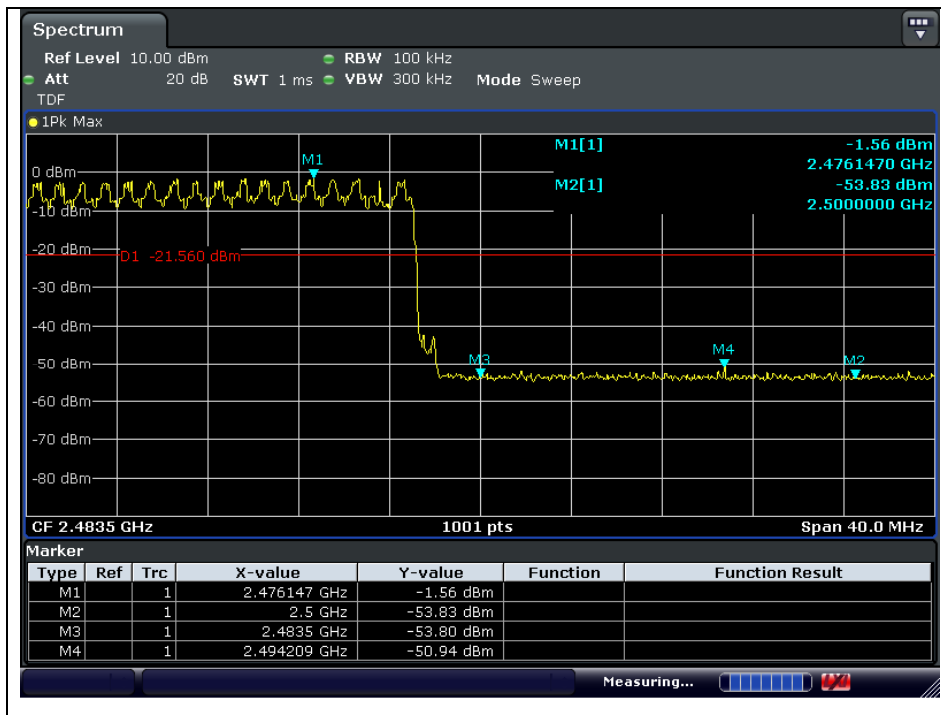 Spectrum
Ref Level 10.00 dBm RBW 100 kHz
Att 20 dB SWT 1 ms VBW 300 kHz Mode Sweep
TDF
1Pk Max
M1[1] -1.56 dBm
2.4761470 GHz
M2[1] -53.83 dBm
2.5000000 GHz
M1
0 dBm
-10 dBm
-20 dBm
D1 -21.560 dBm
-30 dBm
-40 dBm
M4
M3
M2
50 dBm
-60 dBm
-70 dBm
-80 dBm
CF 2.4835 GHz 1001 pts Span 40.0 MHz
Marker
Type Ref Trc X-value Y-value Function Function Result
M1 1 2.476147 GHz -1.56 dBm
M2 1 2.5 GHz -53.83 dBm
M3 1 2.4835 GHz -53.80 dBm
M4 1 2.494209 GHz -50.94 dBm
Measuring...